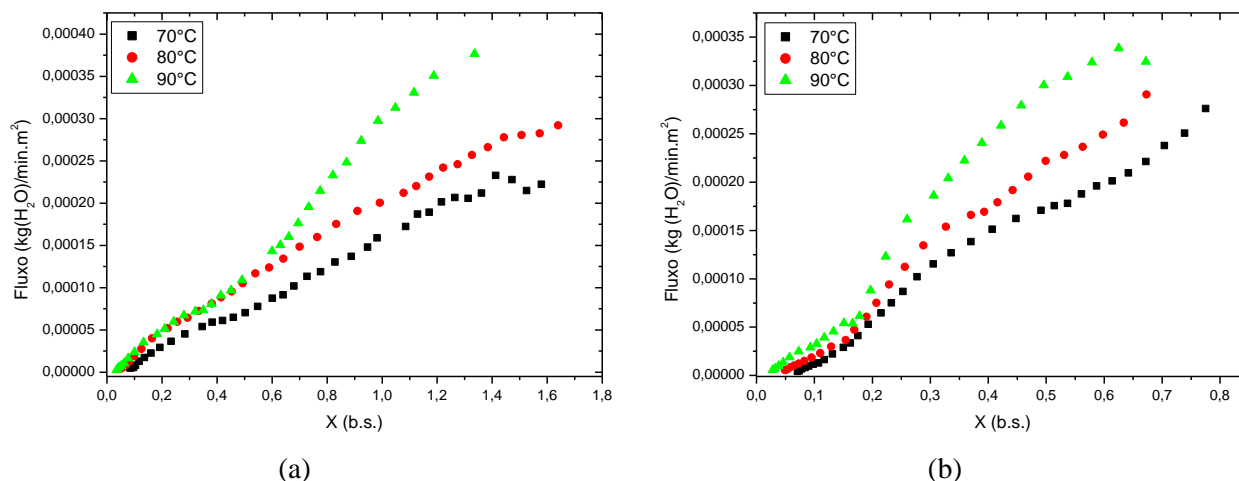 0,00040
0,00035
0,00030
0,00025
0,00020
0,00015
0,00010
0,00005
0,00000
Fluxo (kg(H₂O)/min.m²)
70°C
80°C
90°C
0,0 0,2 0,4 0,6 0,8 1,0 1,2 1,4 1,6 1,8
X (b.s.)
(a)
0,00035
0,00030
0,00025
0,00020
0,00015
0,00010
0,00005
0,0000
Fluxo (kg (H₂O)/min.m²)
70°C
80°C
90°C
0,0 0,1 0,2 0,3 0,4 0,5 0,6 0,7 0,8
X (b.s.)
(b)